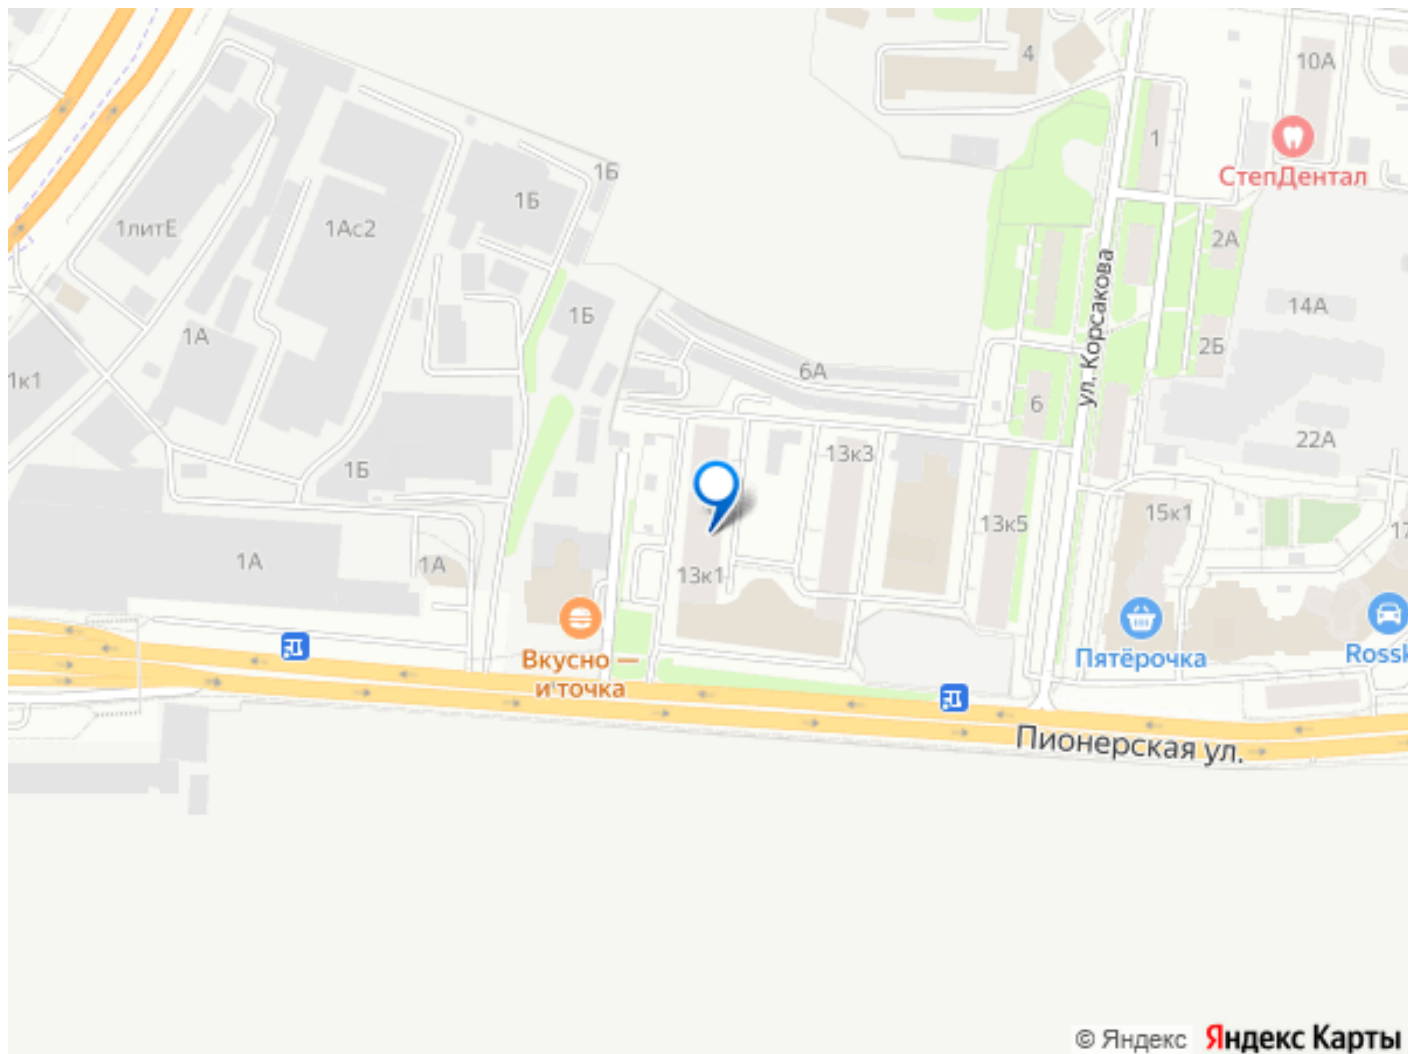 4
10А
1
СтепДентал
1Б
1Б
1литЕ
1Ас2
2А
ул. Корсакова
14А
1Б
1А
2Б
6А
1к1
6
22А
13к3
1Б
15к1
13к5
17
1А
1А
13к1
Вкусно —
и точка
Пятёрочка
Rossk
Пионерская ул.
© Яндекс
Яндекс Карты